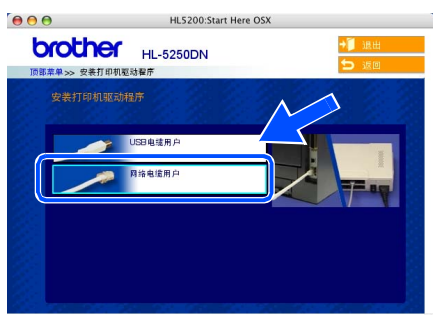 HL5200:Start Here OSX
brother HL-5250DN
退出
返回
顶部菜单>> 安装打印机驱动程序
安装打印机驱动程序
USB电缆用户
网络电缆用户